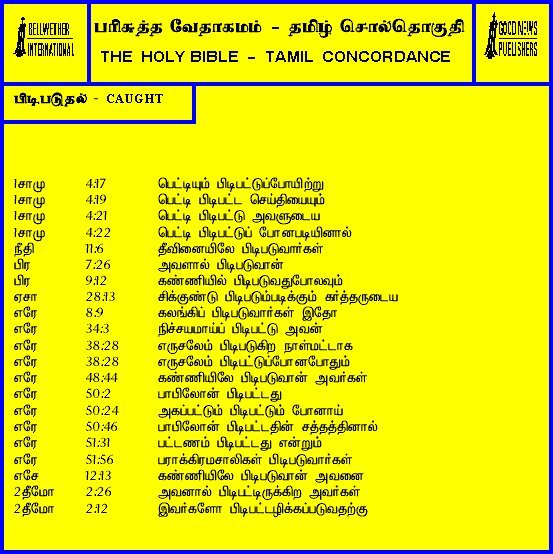 BELLWETHER
INTERNATIONAL
பரிசுத்த வேதாகமம் - தமிழ் சொல்தொகுதி
THE HOLY BIBLE - TAMIL CONCORDANCE
GOOD NEWS
PUBLISHERS
பிடிபடுதல் - CAUGHT
1சாமு 4:17 பெட்டியும் பிடிபட்டுப்போயிற்று
1சாமு 4:19 பெட்டி பிடிபட்ட செய்தியையும்
1சாமு 4:21 பெட்டி பிடிபட்டு அவளுடைய
1சாமு 4:22 பெட்டி பிடிபட்டுப் போனபடியினால்
நீதி 11:6 தீவினையிலே பிடிபடுவார்கள்
பிர 7:26 அவளால் பிடிபடுவான்
பிர 9:12 கண்ணியில் பிடிபடுவதுபோலவும்
ஏசா 28:13 சிக்குண்டு பிடிபடும்படிக்கும் கர்த்தருடைய
எரே 8:9 கலங்கிப் பிடிபடுவார்கள் இதோ
எரே 34:3 நிச்சயமாய்ப் பிடிபட்டு அவன்
எரே 38:28 எருசலேம் பிடிபடுகிற நாள்மட்டாக
எரே 38:28 எருசலேம் பிடிபட்டுப்போனபோதும்
எரே 48:44 கண்ணியிலே பிடிபடுவான் அவர்கள்
எரே 50:2 பாபிலோன் பிடிபட்டது
எரே 50:24 அகப்பட்டும் பிடிபட்டும் போனாய்
எரே 50:46 பாபிலோன் பிடிபட்டதின் சத்தத்தினால்
எரே 51:31 பட்டணம் பிடிபட்டது என்றும்
எரே 51:56 பராக்கிரமசாலிகள் பிடிபடுவார்கள்
எசே 12:13 கண்ணியிலே பிடிபடுவான் அவனை
2தீமோ 2:26 அவனால் பிடிபட்டிருக்கிற அவர்கள்
2தீமோ 2:12 இவர்களோ பிடிபட்டழிக்கப்படுவதற்கு